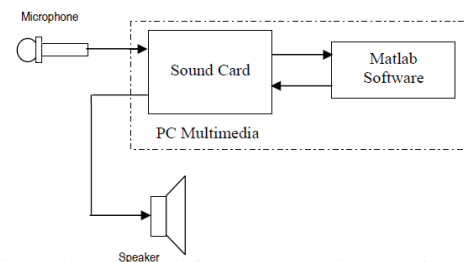 Microphone
Sound Card
Matlab
Software
PC Multimedia
Speaker